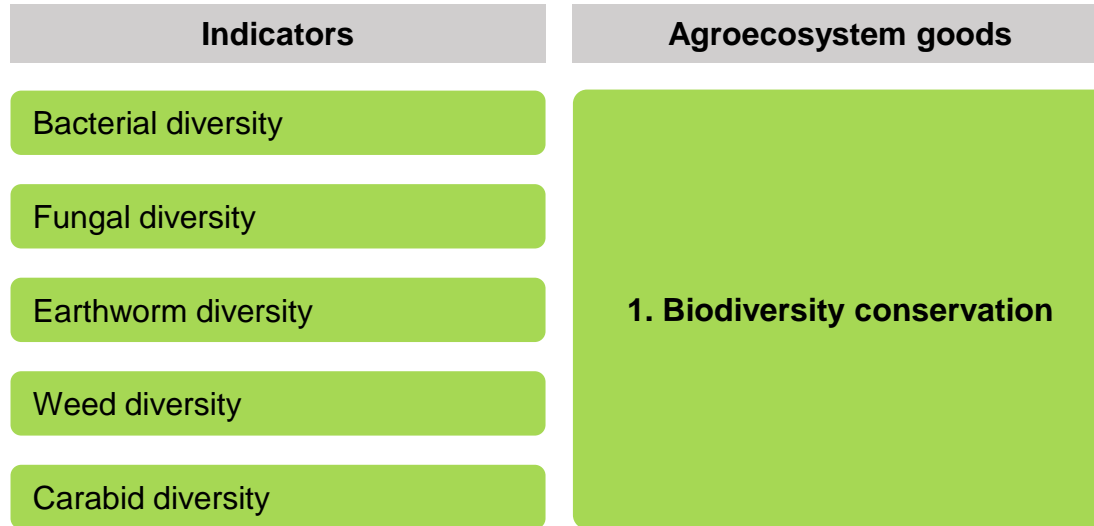 Indicators
Agroecosystem goods
Bacterial diversity
Fungal diversity
Earthworm diversity
Weed diversity
Carabid diversity
1. Biodiversity conservation